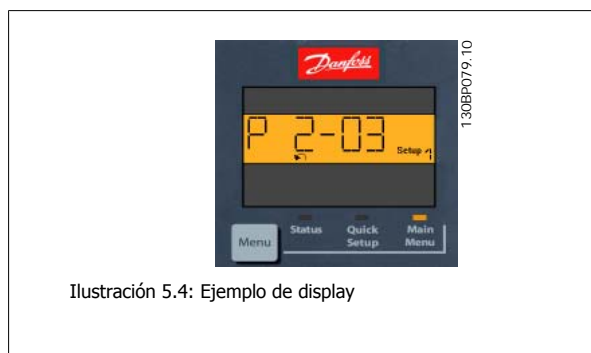 Danfoss
130BP079.10
P 2-03
Setup 1
Menu
Status
Quick Setup
Main Menu
Ilustración 5.4: Ejemplo de display